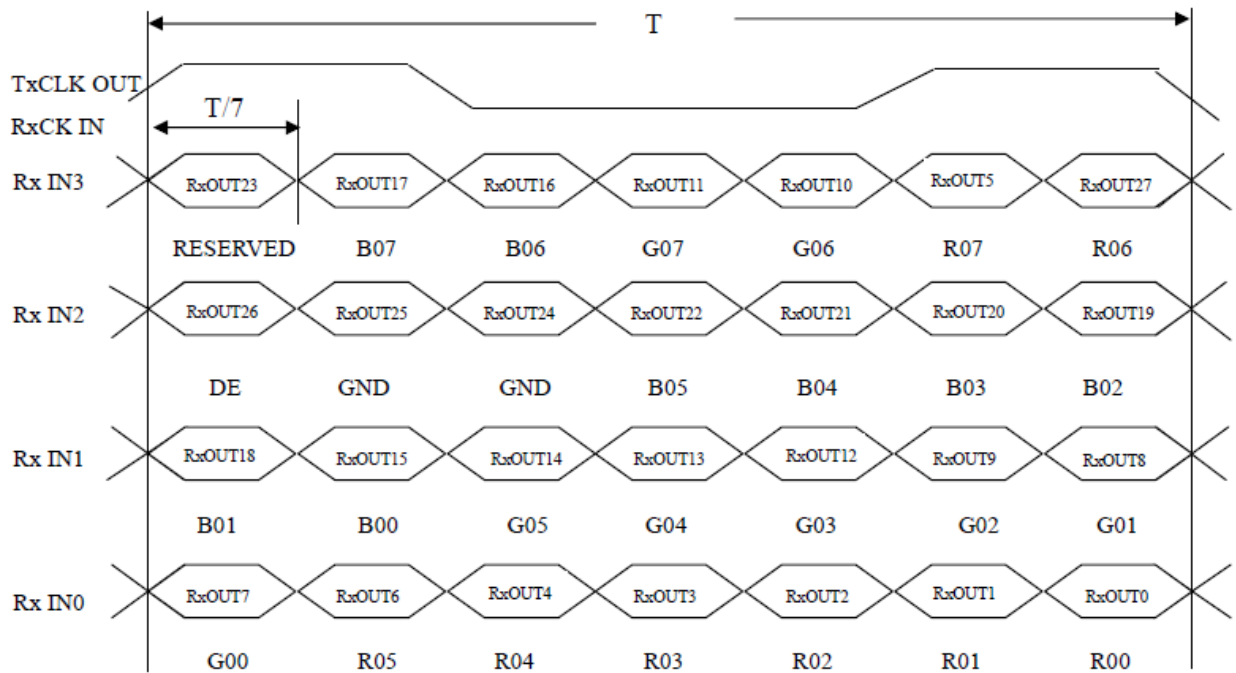 T
TxCLK OUT
T/7
RxCK IN
Rx IN3 RxOUT23 RxOUT17 RxOUT16 RxOUT11 RxOUT10 RxOUT5 RxOUT27
RESERVED B07 B06 G07 G06 R07 R06
Rx IN2 RxOUT26 RxOUT25 RxOUT24 RxOUT22 RxOUT21 RxOUT20 RxOUT19
DE GND GND B05 B04 B03 B02
Rx IN1 RxOUT18 RxOUT15 RxOUT14 RxOUT13 RxOUT12 RxOUT9 RxOUT8
B01 B00 G05 G04 G03 G02 G01
Rx IN0 RxOUT7 RxOUT6 RxOUT4 RxOUT3 RxOUT2 RxOUT1 RxOUT0
G00 R05 R04 R03 R02 R01 R00